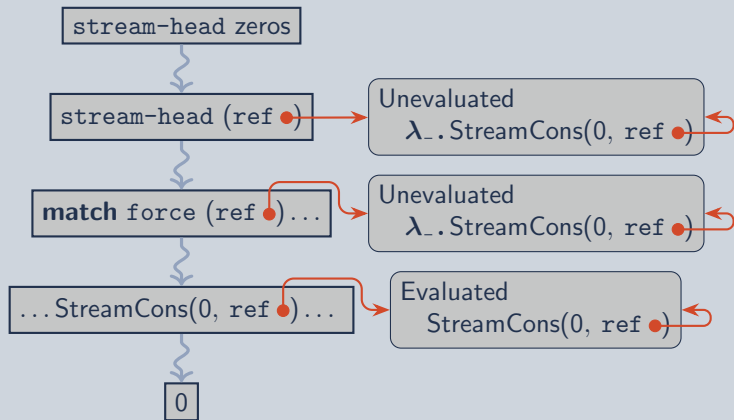 stream-head zeros
stream-head (ref )
Unevaluated
λ_.StreamCons(0, ref )
match force (ref )...
Unevaluated
λ_.StreamCons(0, ref )
...StreamCons(0, ref )...
Evaluated
StreamCons(0, ref )
0